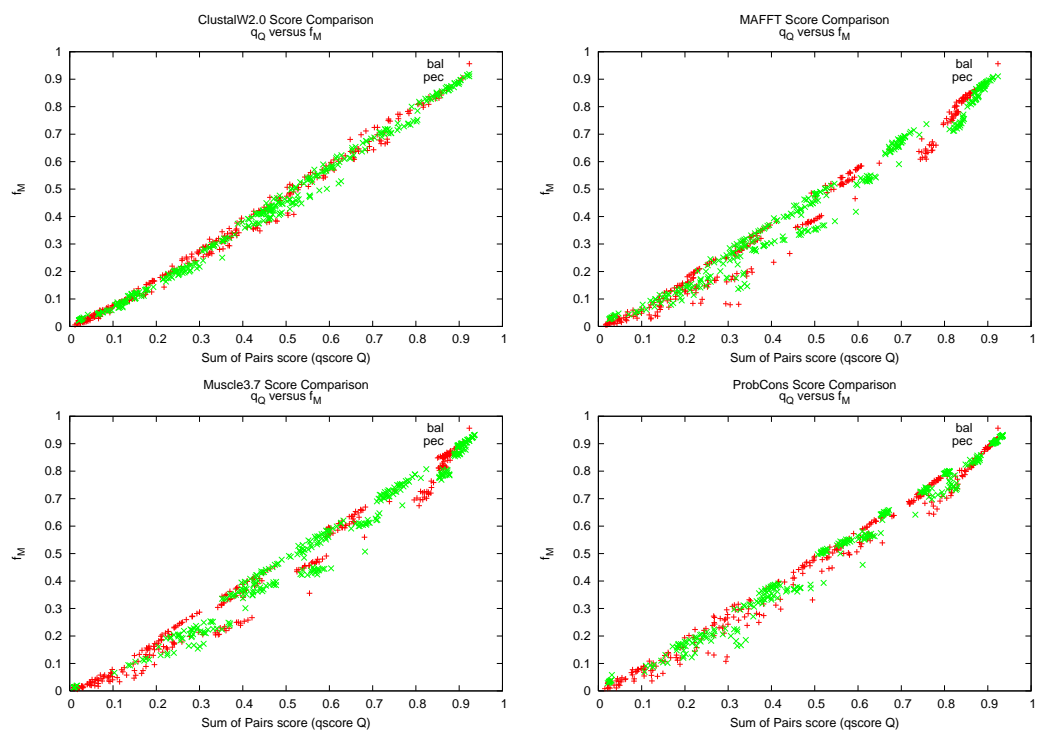 ClustalW2.0 Score Comparison
q_Q versus f_M
1
0.9
0.8
0.7
0.6
0.5
0.4
0.3
0.2
0.1
0
f_M
bal
pec
0 0.1 0.2 0.3 0.4 0.5 0.6 0.7 0.8 0.9 1
Sum of Pairs score (qscore Q)
MAFFT Score Comparison
q_Q versus f_M
1
0.9
0.8
0.7
0.6
0.5
0.4
0.3
0.2
0.1
0
f_M
bal
pec
0 0.1 0.2 0.3 0.4 0.5 0.6 0.7 0.8 0.9 1
Sum of Pairs score (qscore Q)
Muscle3.7 Score Comparison
q_Q versus f_M
1
0.9
0.8
0.7
0.6
0.5
0.4
0.3
0.2
0.1
0
f_M
bal
pec
0 0.1 0.2 0.3 0.4 0.5 0.6 0.7 0.8 0.9 1
Sum of Pairs score (qscore Q)
ProbCons Score Comparison
q_Q versus f_M
1
0.9
0.8
0.7
0.6
0.5
0.4
0.3
0.2
0.1
0
f_M
bal
pec
0 0.1 0.2 0.3 0.4 0.5 0.6 0.7 0.8 0.9 1
Sum of Pairs score (qscore Q)